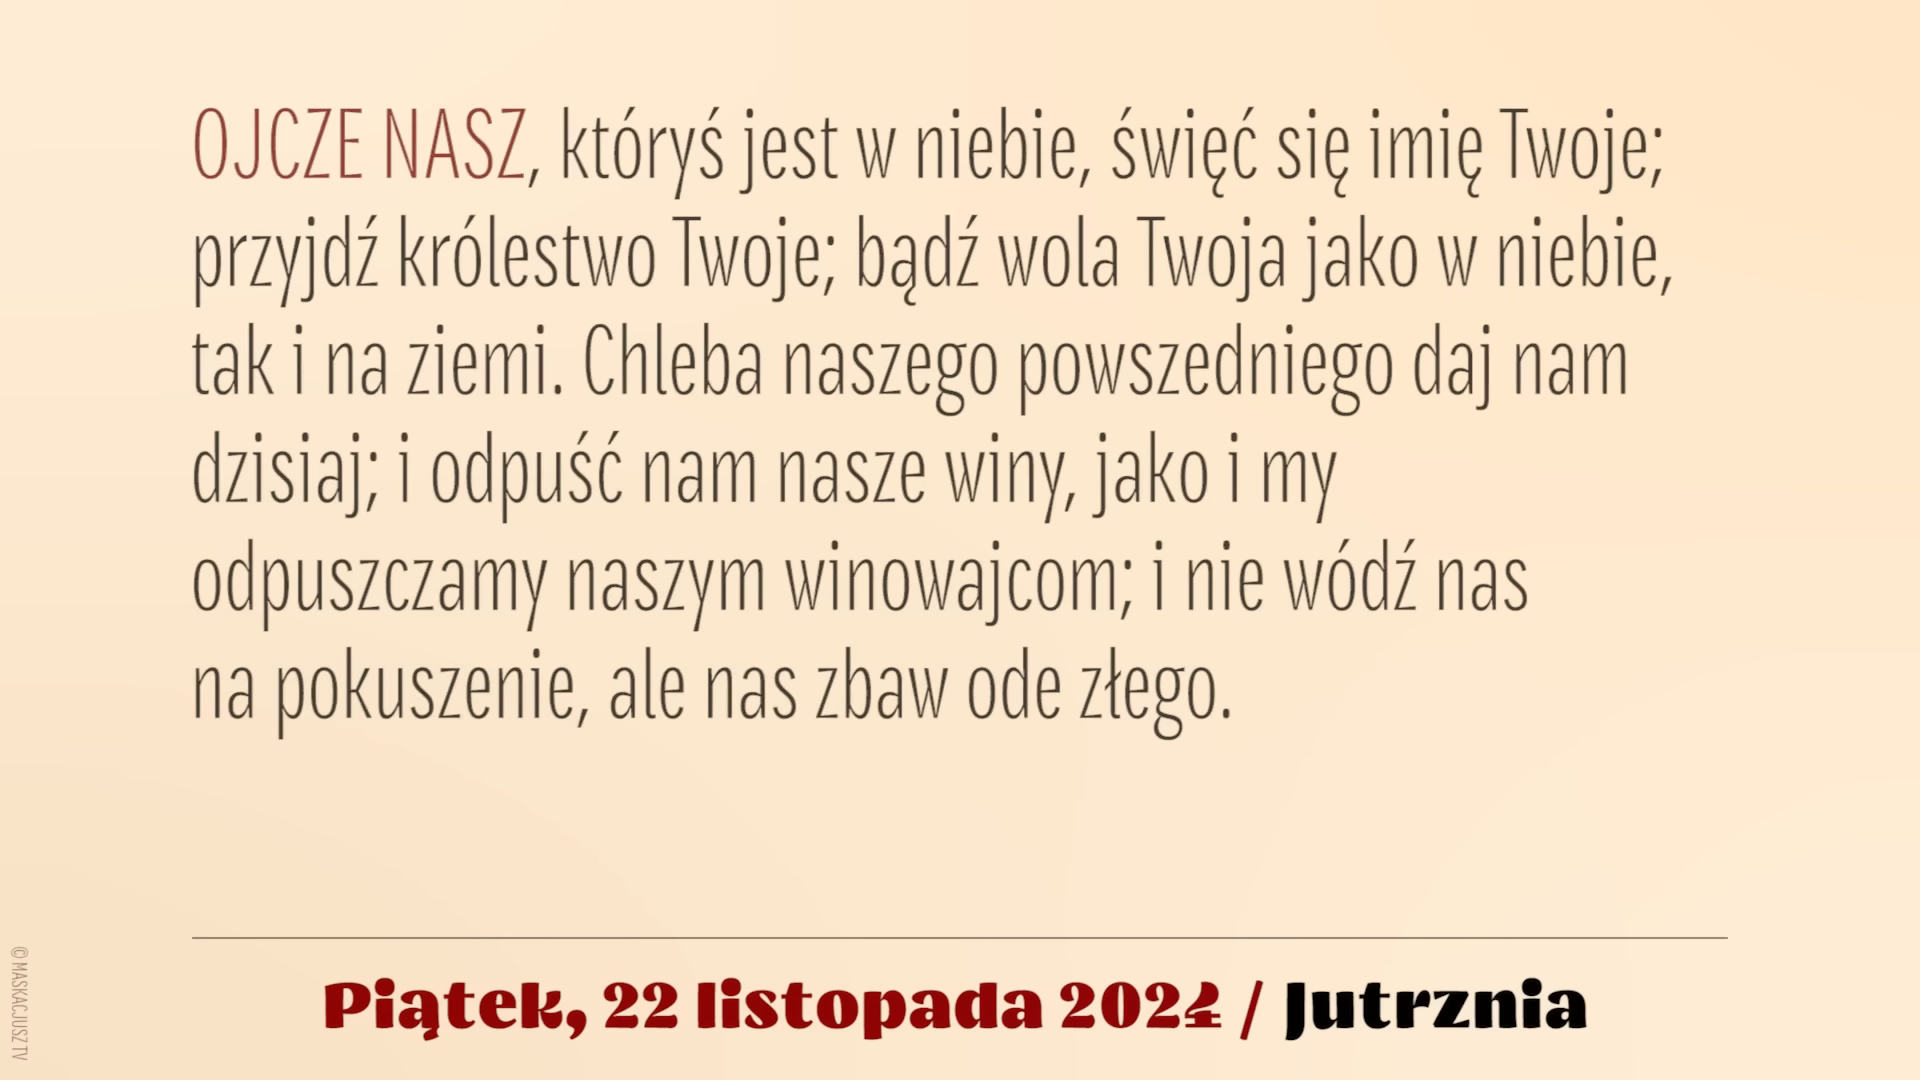 OJCZE NASZ, któryś jest w niebie, święć się imię Twoje;
przyjdź królestwo Twoje; bądź wola Twoja jako w niebie,
tak i na ziemi. Chleba naszego powszedniego daj nam
dzisiaj; i odpuść nam nasze winy, jako i my
odpuszczamy naszym winowajcom; i nie wódź nas
na pokuszenie, ale nas zbaw ode złego.
© MASKACJUSZ TV
Piątek, 22 listopada 2024 / Jutrznia